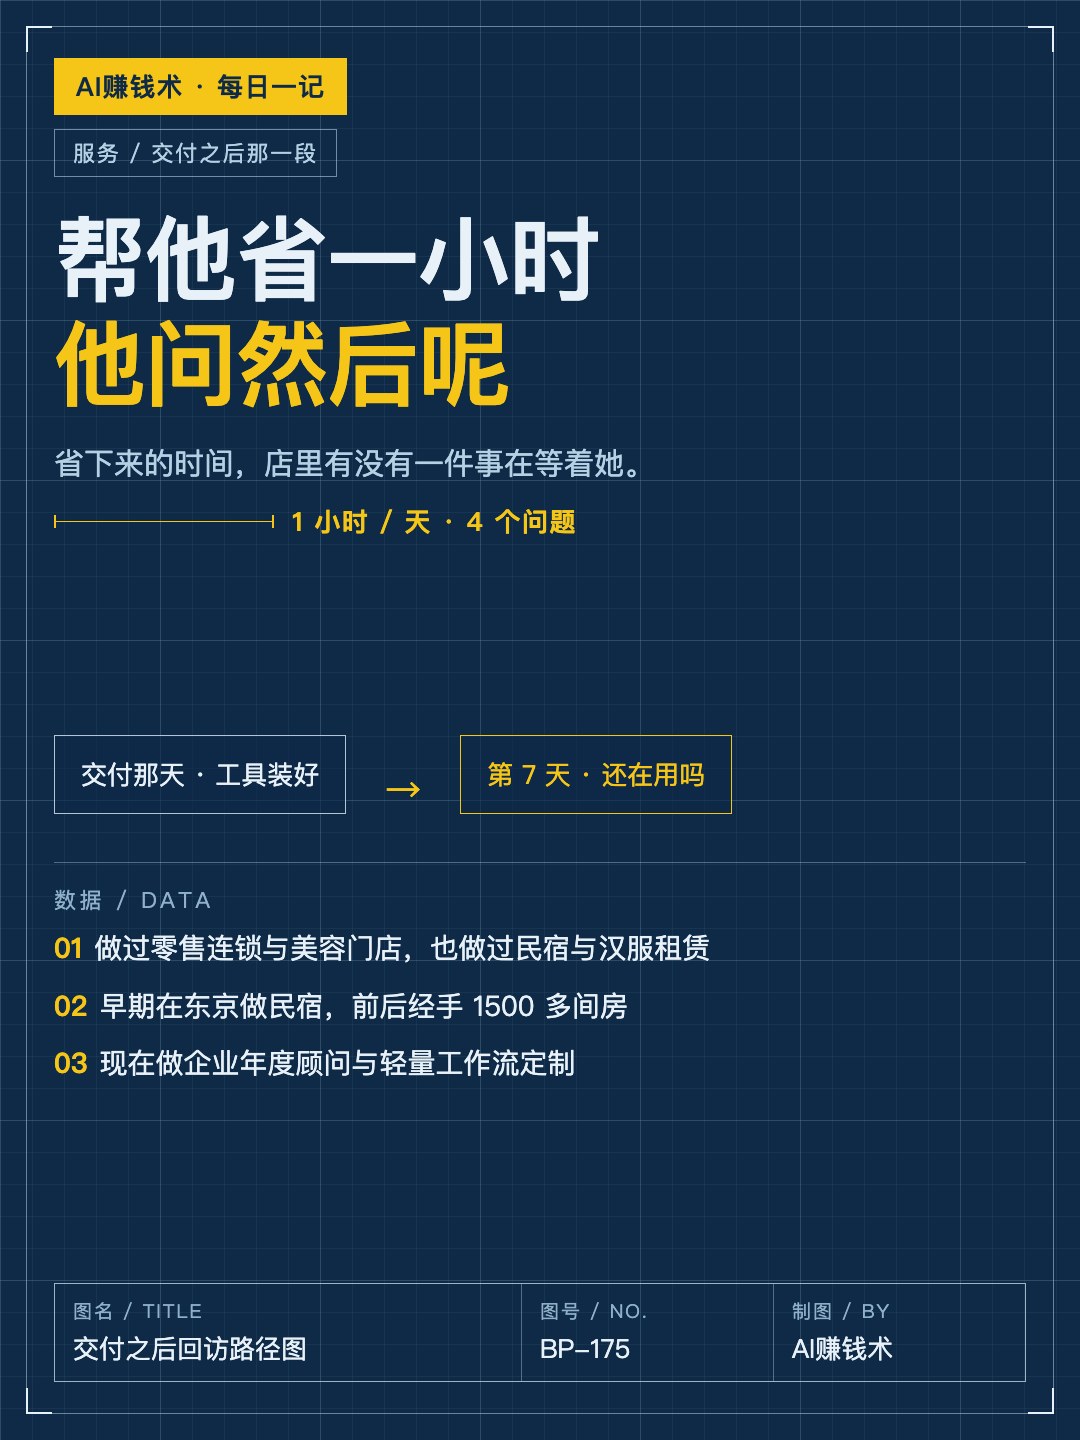 AI赚钱术 · 每日一记
服务 / 交付之后那一段
帮他省一小时
他问然后呢
省下来的时间，店里有没有一件事在等着她。
1 小时 / 天 · 4 个问题
交付那天 · 工具装好 → 第 7 天 · 还在用吗
数据 / DATA
01 做过零售连锁与美容门店，也做过民宿与汉服租赁
02 早期在东京做民宿，前后经手 1500 多间房
03 现在做企业年度顾问与轻量工作流定制
图名 / TITLE
交付之后回访路径图
图号 / NO.
BP-175
制图 / BY
AI赚钱术